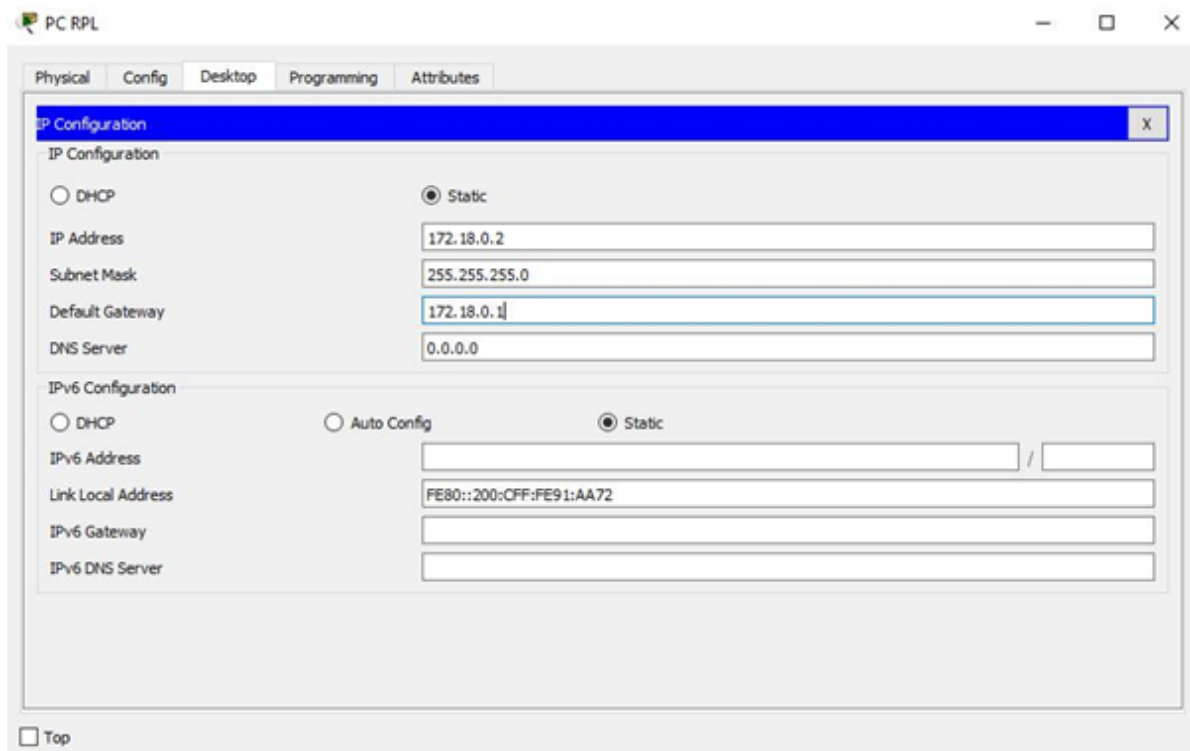 PC RPL
Physical Config Desktop Programming Attributes
IP Configuration X
IP Configuration
DHCP Static
IP Address 172.18.0.2
Subnet Mask 255.255.255.0
Default Gateway 172.18.0.1
DNS Server 0.0.0.0
IPv6 Configuration
DHCP Auto Config Static
IPv6 Address /
Link Local Address FE80::200:CFF:FE91:AA72
IPv6 Gateway
IPv6 DNS Server
Top